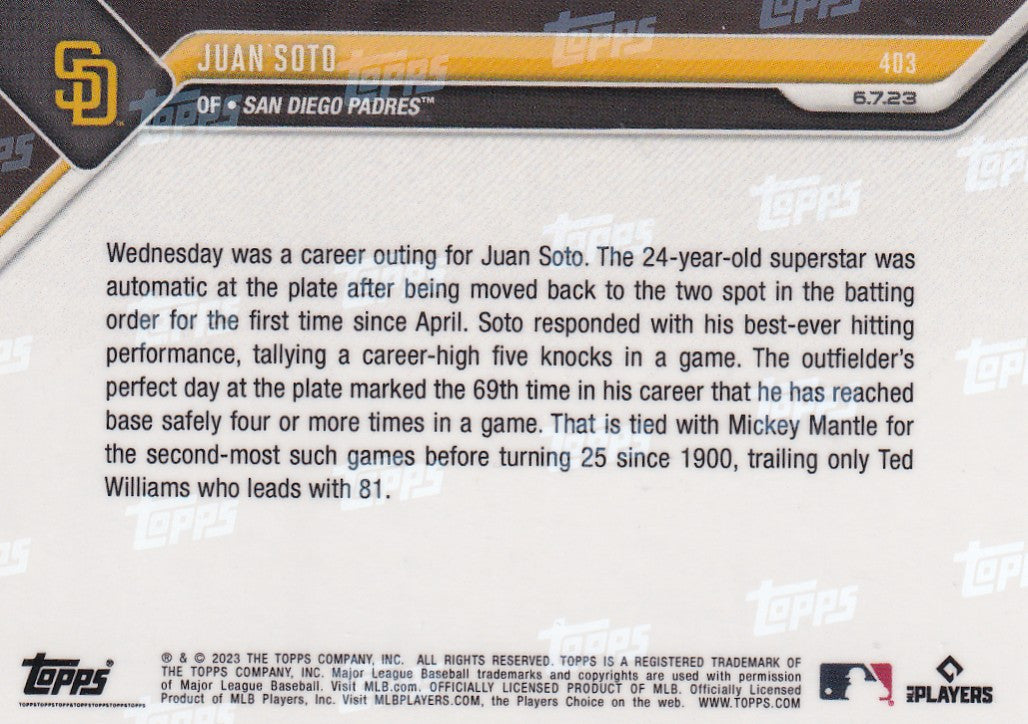 JUAN SOTO
403
OF • SAN DIEGO PADRES™
6.7.23
SD
Wednesday was a career outing for Juan Soto. The 24-year-old superstar was
automatic at the plate after being moved back to the two spot in the batting
order for the first time since April. Soto responded with his best-ever hitting
performance, tallying a career-high five knocks in a game. The outfielder's
perfect day at the plate marked the 69th time in his career that he has reached
base safely four or more times in a game. That is tied with Mickey Mantle for
the second-most such games before turning 25 since 1900, trailing only Ted
Williams who leads with 81.
Topps®
TOPPSTOPPSTOPPSTOPPSTOPPSTOPPSTOPPS
® & © 2023 THE TOPPS COMPANY, INC. ALL RIGHTS RESERVED. TOPPS IS A REGISTERED TRADEMARK OF
THE TOPPS COMPANY, INC. Major League Baseball trademarks and copyrights are used with permission
of Major League Baseball. Visit MLB.com. OFFICIALLY LICENSED PRODUCT OF MLB. Officially Licensed
Product of MLB Players, Inc. Visit MLBPLAYERS.COM, the Players Choice on the web. WWW.TOPPS.COM
MLB PLAYERS